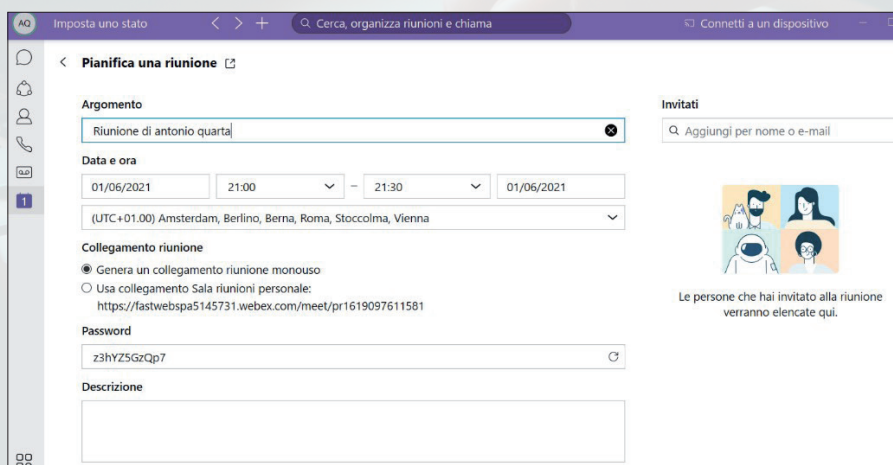 AQ
Imposta uno stato
Cerca, organizza riunioni e chiama
Connetti a un dispositivo
Pianifica una riunione
Argomento
Riunione di antonio quarta
Data e ora
01/06/2021 21:00 – 21:30 01/06/2021
(UTC+01.00) Amsterdam, Berlino, Berna, Roma, Stoccolma, Vienna
Collegamento riunione
Genera un collegamento riunione monouso
Usa collegamento Sala riunioni personale:
https://fastwebspa5145731.webex.com/meet/pr1619097611581
Password
z3hYZ5GzQp7
Descrizione
Invitati
Aggiungi per nome o e-mail
Le persone che hai invitato alla riunione
verranno elencate qui.
1